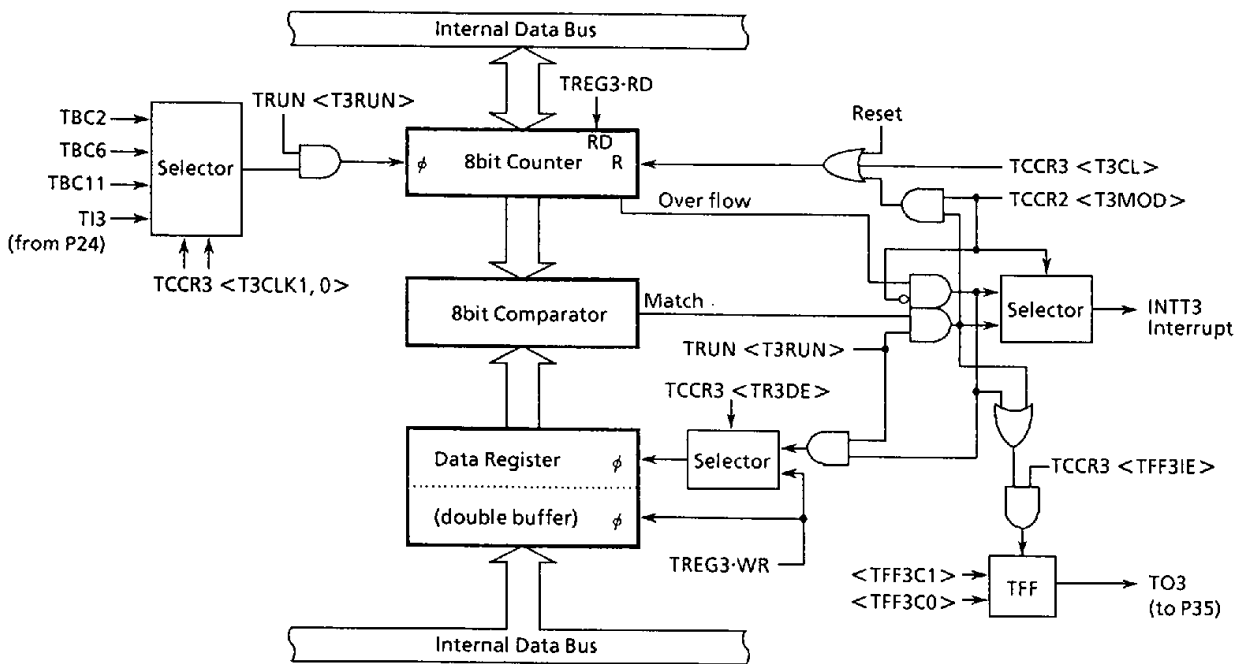 Internal Data Bus
TREG3·RD
TRUN <T3RUN>
Reset
TBC2
TBC6
TBC11
TI3
(from P24)
Selector
TCCR3 <T3CLK1, 0>
ϕ
8bit Counter
RD
R
TCCR3 <T3CL>
TCCR2 <T3MOD>
Over flow
8bit Comparator
Match
Selector
INTT3
Interrupt
TRUN <T3RUN>
TCCR3 <TR3DE>
Data Register ϕ
Selector
(double buffer) ϕ
TCCR3 <TFF3IE>
TREG3·WR
<TFF3C1>
<TFF3C0>
TFF
TO3
(to P35)
Internal Data Bus